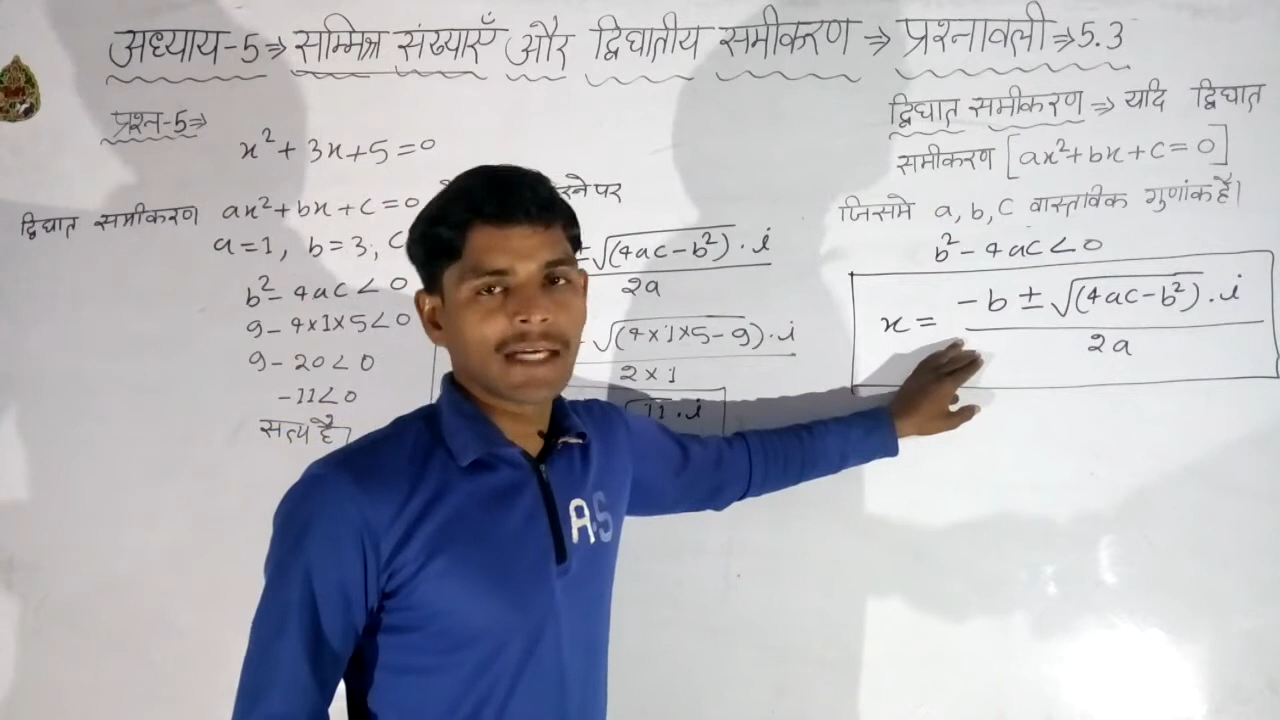 अध्याय-5⇒ सम्मिश्र संख्याएँ और द्विघातीय समीकरण ⇒ प्रश्नावली⇒5.3
प्रश्न-5⇒
x²+3x+5=0
द्विघात समीकरण ax²+bx+c=0
रने पर
a=1, b=3, C
b²-4ac<0
9-4×1×5<0
9-20<0
-11<0
सत्य है।
± √(4ac-b²) . i
2a
√(4×1×5-9) . i
2×1
√11 . i
द्विघात समीकरण ⇒ यदि द्विघात
समीकरण [ax²+bx+c=0]
जिसमे a, b, c वास्तविक गुणांक है।
b²-4ac<0
x= -b ± √(4ac-b²) . i
2a
A.S